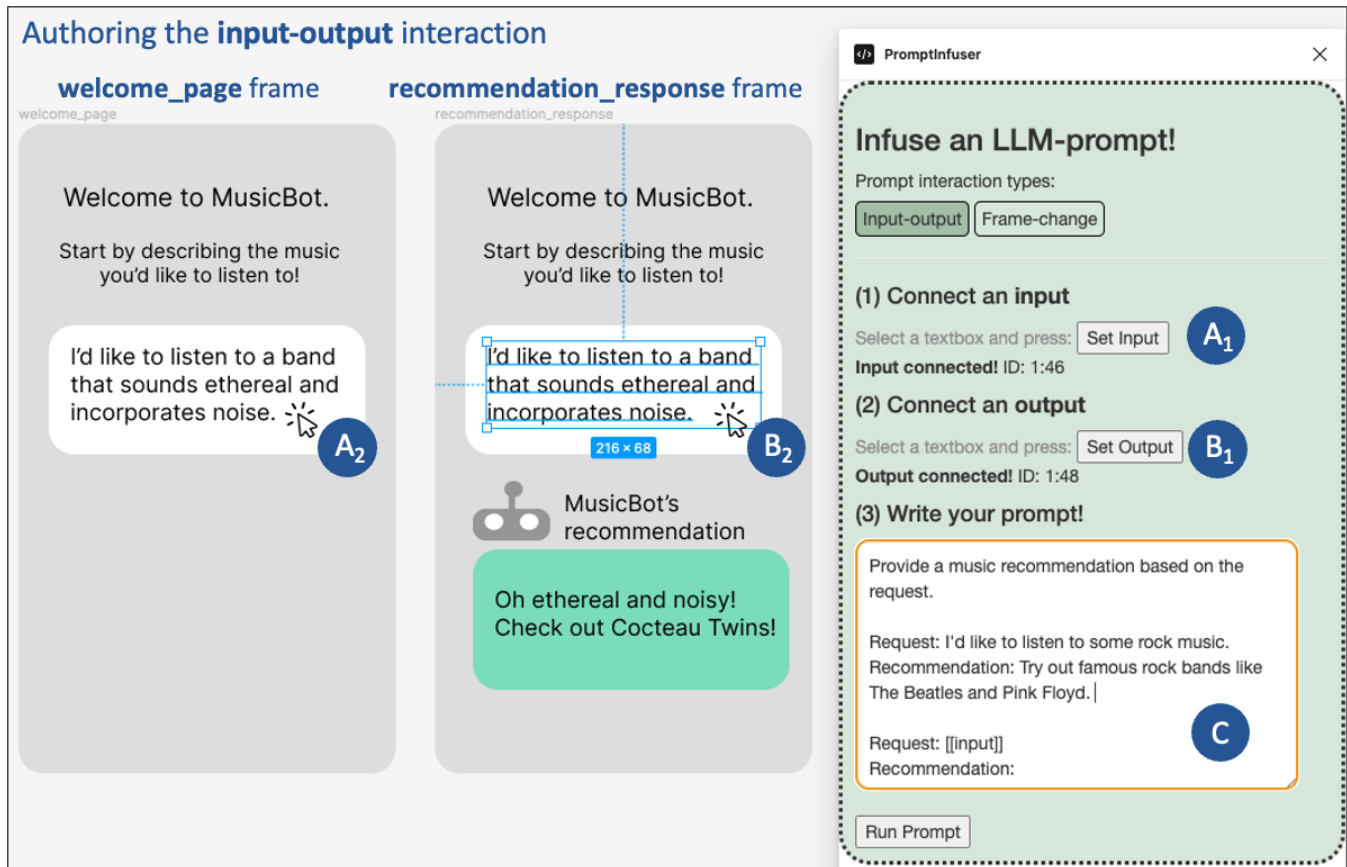 Authoring the input-output interaction
welcome_page frame
recommendation_response frame
welcome_page
recommendation_response
Welcome to MusicBot.
Start by describing the music
you’d like to listen to!
I’d like to listen to a band
that sounds ethereal and
incorporates noise.
A2
Welcome to MusicBot.
Start by describing the music
you’d like to listen to!
I’d like to listen to a band
that sounds ethereal and
incorporates noise.
216 × 68
B2
MusicBot’s
recommendation
Oh ethereal and noisy!
Check out Cocteau Twins!
PromptInfuser
Infuse an LLM-prompt!
Prompt interaction types:
Input-output Frame-change
(1) Connect an input
Select a textbox and press: Set Input
A1
Input connected! ID: 1:46
(2) Connect an output
Select a textbox and press: Set Output
B1
Output connected! ID: 1:48
(3) Write your prompt!
Provide a music recommendation based on the
request.
Request: I'd like to listen to some rock music.
Recommendation: Try out famous rock bands like
The Beatles and Pink Floyd.
Request: [[input]]
Recommendation:
C
Run Prompt